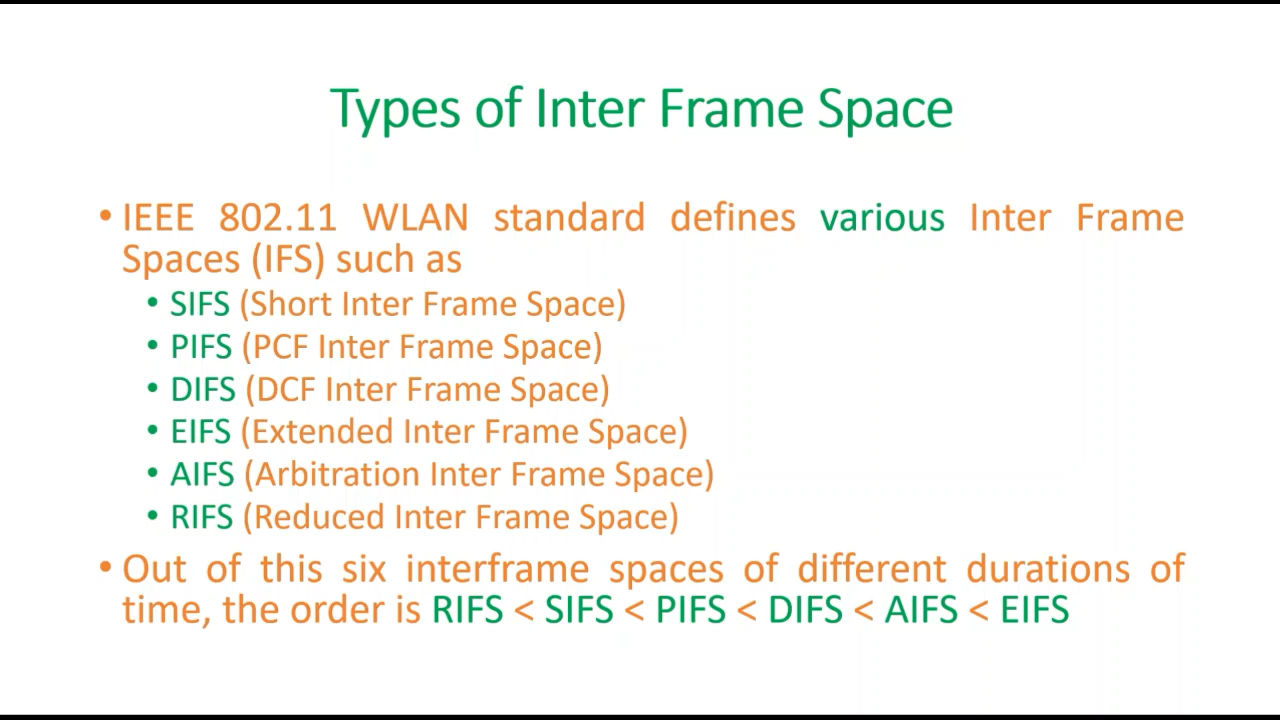 Types of Inter Frame Space
• IEEE 802.11 WLAN standard defines various Inter Frame
Spaces (IFS) such as
• SIFS (Short Inter Frame Space)
• PIFS (PCF Inter Frame Space)
• DIFS (DCF Inter Frame Space)
• EIFS (Extended Inter Frame Space)
• AIFS (Arbitration Inter Frame Space)
• RIFS (Reduced Inter Frame Space)
• Out of this six interframe spaces of different durations of
time, the order is RIFS < SIFS < PIFS < DIFS < AIFS < EIFS